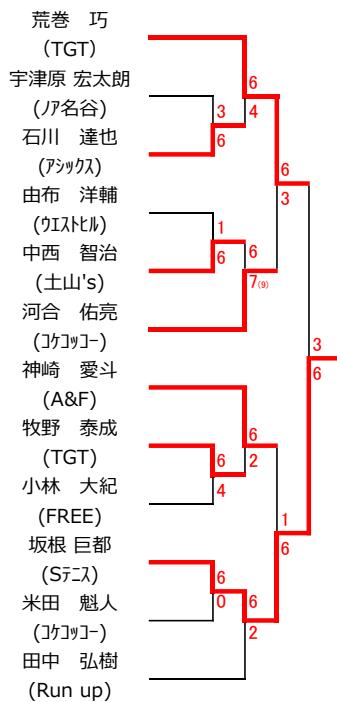 荒巻　巧
（TGT）
宇津原 宏太朗
(ﾉｱ名谷)
石川　達也
(ｱｼｯｸｽ)
由布　洋輔
(ｳｴｽﾄﾋﾙ)
中西　智治
(土山's)
河合　佑亮
(ｺｹｺｯｺｰ)
神崎　愛斗
(A&F)
牧野　泰成
(TGT)
小林　大紀
(FREE)
坂根 巨都
(Sﾃﾆｽ)
米田　魁人
(ｺｹｺｯｺｰ)
田中　弘樹
(Run up)
3
6
1
6
6
4
6
0
6
4
6
7(9)
6
2
6
2
6
3
1
6
3
6